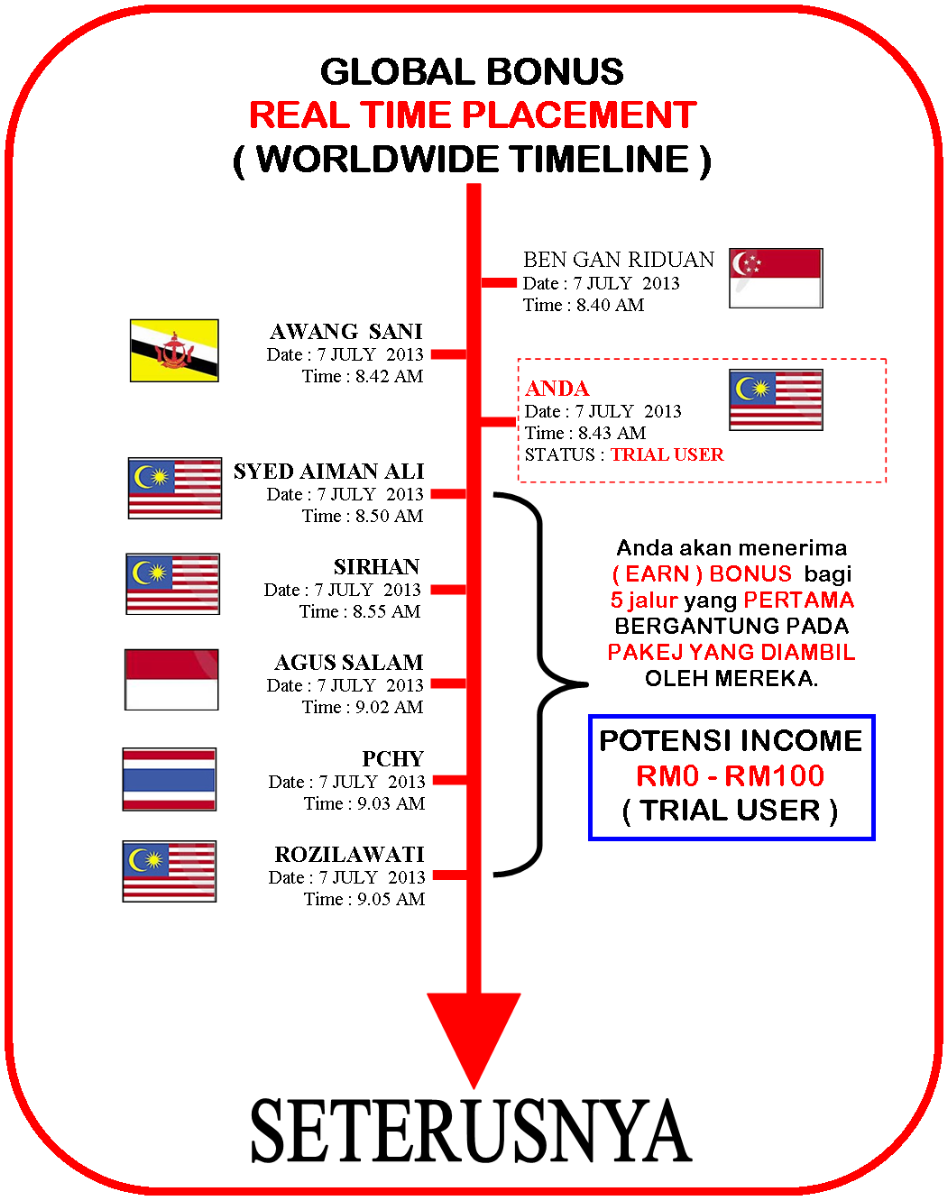 GLOBAL BONUS
REAL TIME PLACEMENT
( WORLDWIDE TIMELINE )
BEN GAN RIDUAN
Date : 7 JULY 2013
Time : 8.40 AM
AWANG SANI
Date : 7 JULY 2013
Time : 8.42 AM
ANDA
Date : 7 JULY 2013
Time : 8.43 AM
STATUS : TRIAL USER
SYED AIMAN ALI
Date : 7 JULY 2013
Time : 8.50 AM
SIRHAN
Date : 7 JULY 2013
Time : 8.55 AM
AGUS SALAM
Date : 7 JULY 2013
Time : 9.02 AM
PCHY
Date : 7 JULY 2013
Time : 9.03 AM
ROZILAWATI
Date : 7 JULY 2013
Time : 9.05 AM
Anda akan menerima
( EARN ) BONUS bagi
5 jalur yang PERTAMA
BERGANTUNG PADA
PAKEJ YANG DIAMBIL
OLEH MEREKA.
POTENSI INCOME
RM0 - RM100
( TRIAL USER )
SETERUSNYA